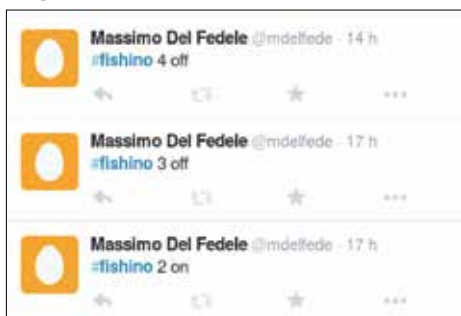 Massimo Del Fedele @mdelfede · 14 h
#fishino 4 off
Massimo Del Fedele @mdelfede · 17 h
#fishino 3 off
Massimo Del Fedele @mdelfede · 17 h
#fishino 2 on